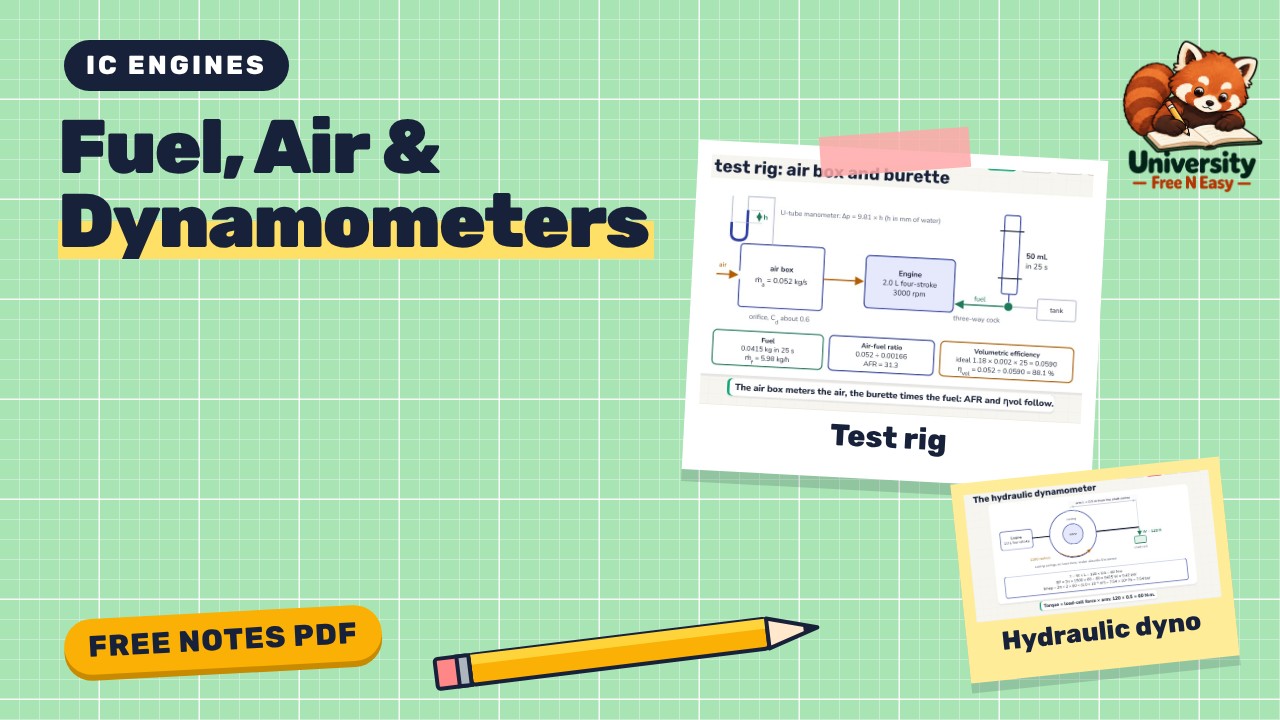 IC ENGINES
Fuel, Air &
Dynamometers
University
Free N Easy
test rig: air box and burette
h
U-tube manometer: Δp = 9.81 × h (h in mm of water)
50 mL
in 25 s
air
air box
ṁa = 0.052 kg/s
Engine
2.0 L four-stroke
3000 rpm
fuel
tank
orifice, Cd about 0.6
three-way cock
Fuel
0.0415 kg in 25 s
ṁf = 5.98 kg/h
Air-fuel ratio
0.052 ÷ 0.00166
AFR = 31.3
Volumetric efficiency
ideal 1.18 × 0.002 × 25 = 0.0590
ηvol = 0.052 ÷ 0.0590 = 88.1 %
The air box meters the air, the burette times the fuel: AFR and ηvol follow.
Test rig
The hydraulic dynamometer
Torque = load-cell force × arm: 120 × 0.5 = 60 N·m.
Hydraulic dyno
FREE NOTES PDF